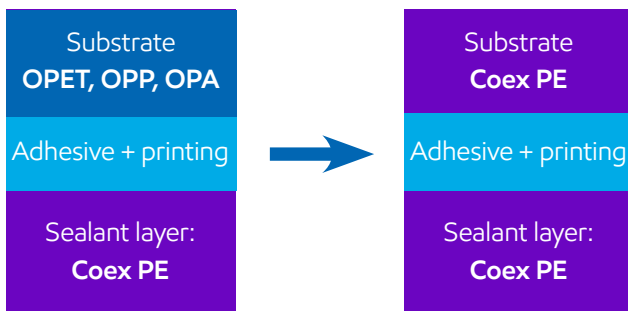 Substrate
OPET, OPP, OPA
Adhesive + printing
Sealant layer:
Coex PE
Substrate
Coex PE
Adhesive + printing
Sealant layer:
Coex PE